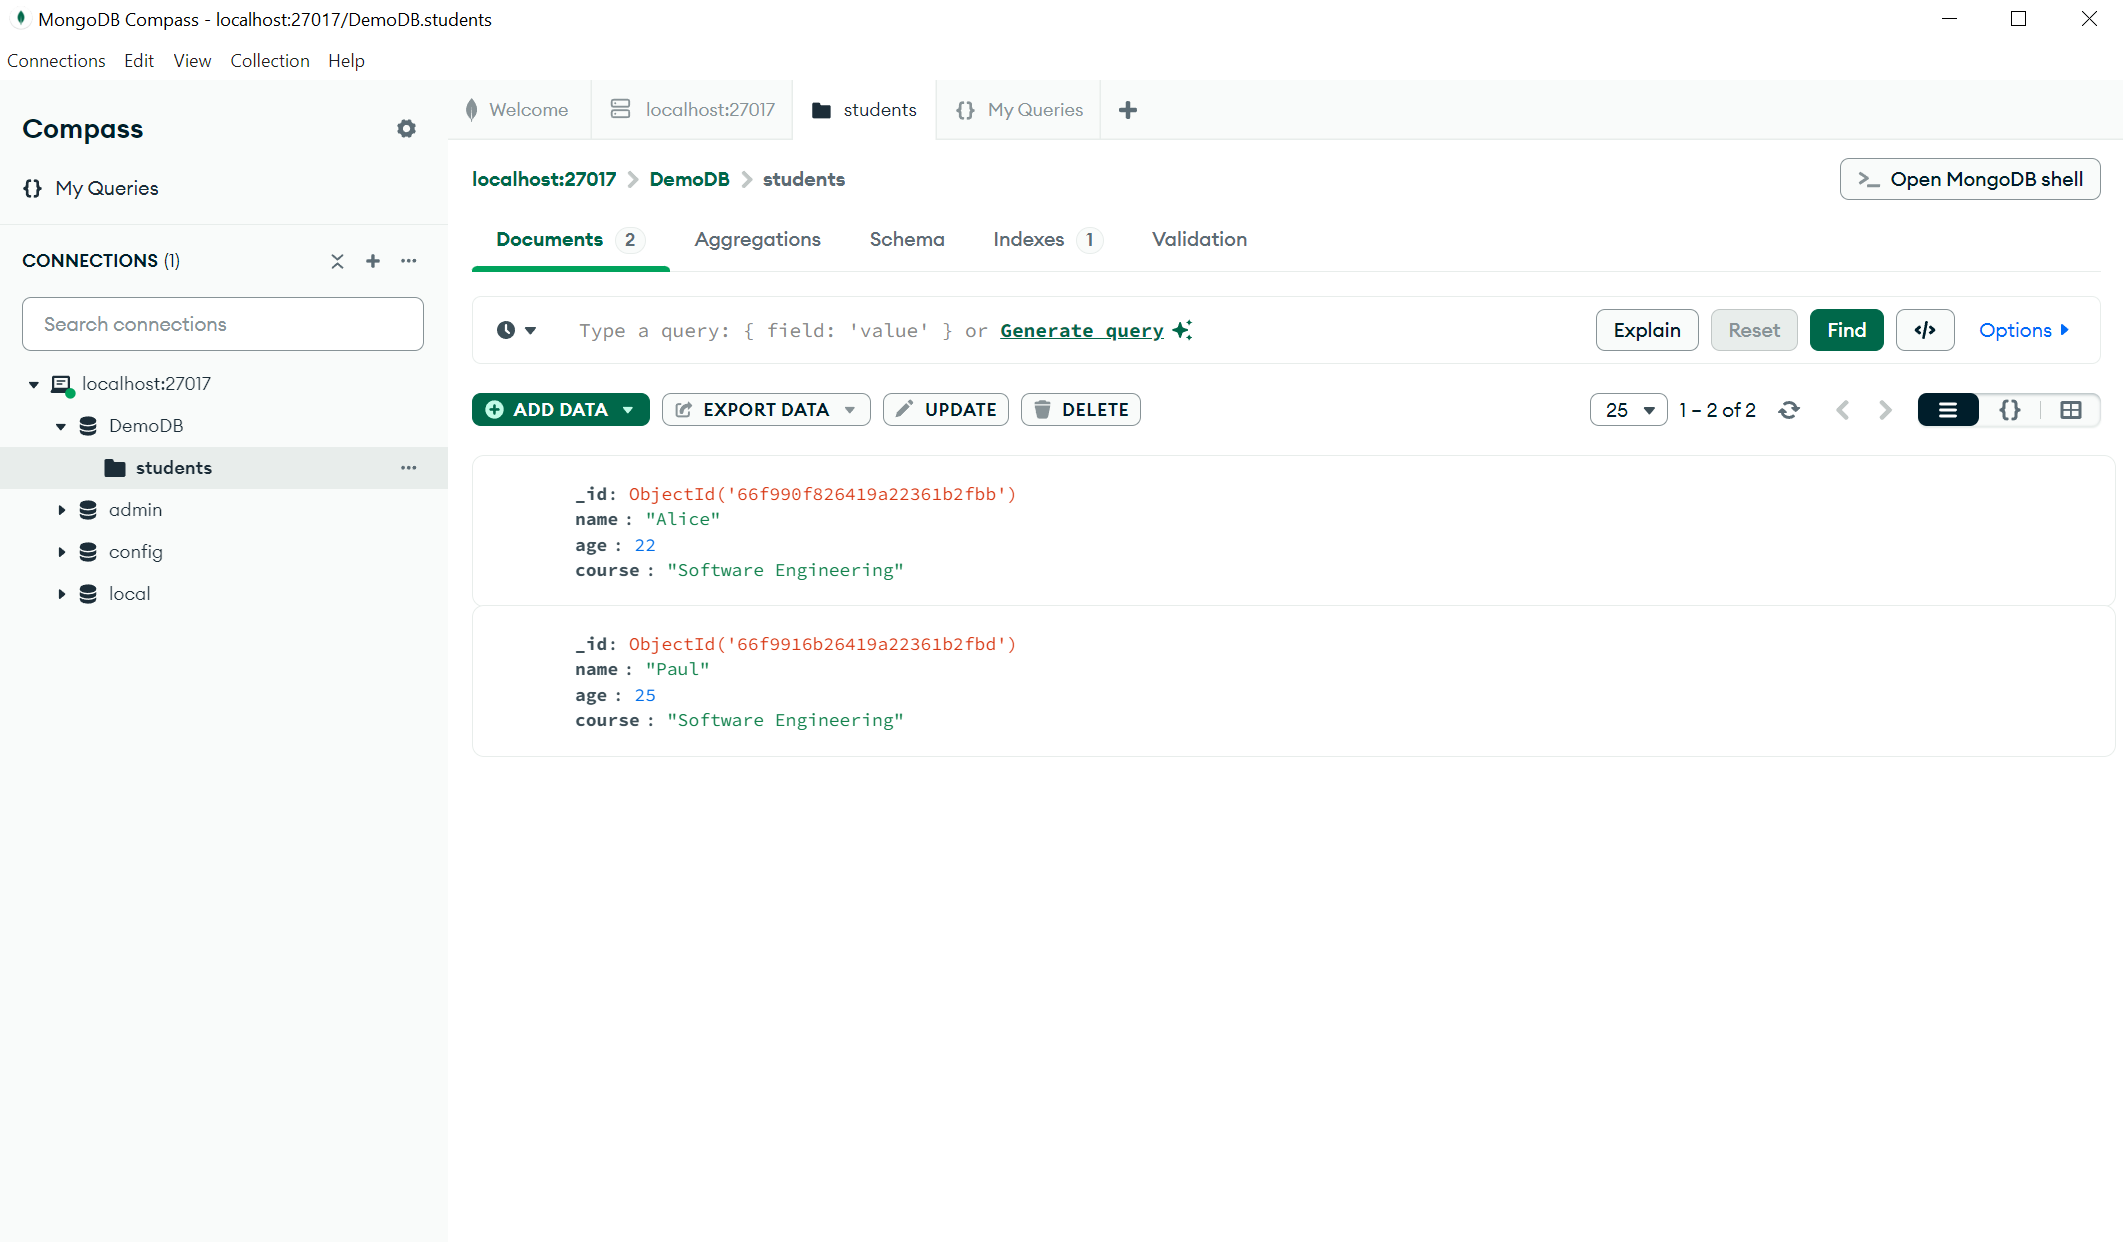 MongoDB Compass - localhost:27017/DemoDB.students
Connections Edit View Collection Help
Compass
My Queries
CONNECTIONS (1)
Search connections
localhost:27017
DemoDB
students
admin
config
local
Welcome localhost:27017 students {} My Queries
localhost:27017 > DemoDB > students
>_ Open MongoDB shell
Documents 2 Aggregations Schema Indexes 1 Validation
Type a query: { field: 'value' } or Generate query
Explain Reset Find </> Options
ADD DATA EXPORT DATA UPDATE DELETE
25 1 – 2 of 2 {}
_id: ObjectId('66f990f826419a22361b2fbb')
name : "Alice"
age : 22
course : "Software Engineering"
_id: ObjectId('66f9916b26419a22361b2fbd')
name : "Paul"
age : 25
course : "Software Engineering"